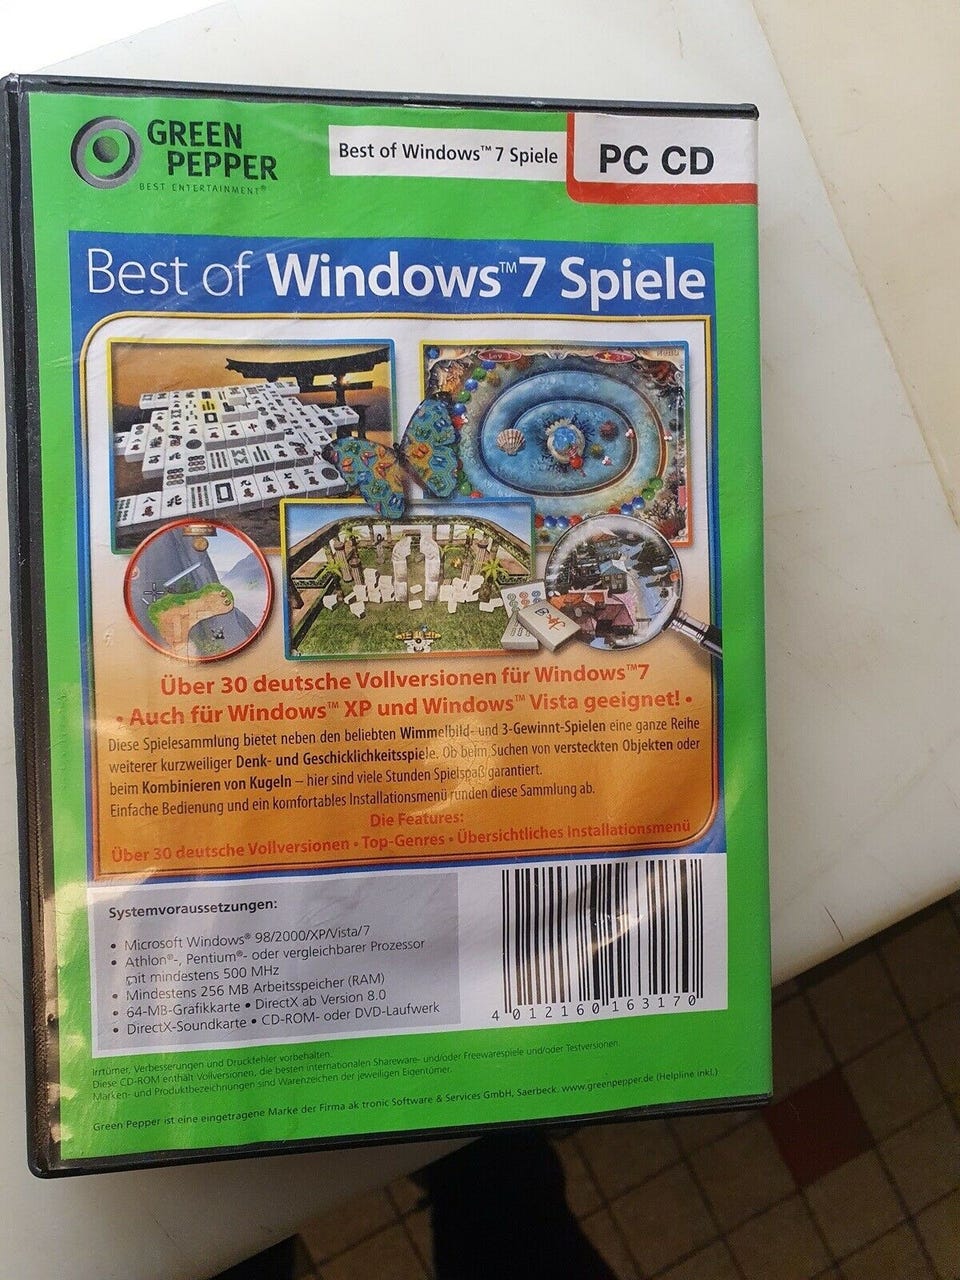 GREEN
PEPPER
BEST ENTERTAINMENT®
Best of Windows™ 7 Spiele
PC CD
Best of Windows™ 7 Spiele
Über 30 deutsche Vollversionen für Windows™7
• Auch für Windows™ XP und Windows™ Vista geeignet! •
Diese Spielesammlung bietet neben den beliebten Wimmelbild- und 3-Gewinnt-Spielen eine ganze Reihe
weiterer kurzweiliger Denk- und Geschicklichkeitsspiele. Ob beim Suchen von versteckten Objekten oder
beim Kombinieren von Kugeln – hier sind viele Stunden Spielspaß garantiert.
Einfache Bedienung und ein komfortables Installationsmenü runden diese Sammlung ab.
Die Features:
Über 30 deutsche Vollversionen • Top-Genres • Übersichtliches Installationsmenü
Systemvoraussetzungen:
• Microsoft Windows® 98/2000/XP/Vista/7
• Athlon®-, Pentium®- oder vergleichbarer Prozessor
mit mindestens 500 MHz
• Mindestens 256 MB Arbeitsspeicher (RAM)
• 64-MB-Grafikkarte • DirectX ab Version 8.0
• DirectX-Soundkarte • CD-ROM- oder DVD-Laufwerk
4 012160 163170
Irrtümer, Verbesserungen und Druckfehler vorbehalten.
Diese CD-ROM enthält Vollversionen, die besten internationalen Shareware- und/oder Freewarespiele und/oder Testversionen.
Marken- und Produktbezeichnungen sind Warenzeichen der jeweiligen Eigentümer.
Green Pepper ist eine eingetragene Marke der Firma ak tronic Software & Services GmbH, Saerbeck. www.greenpepper.de (Helpline inkl.)